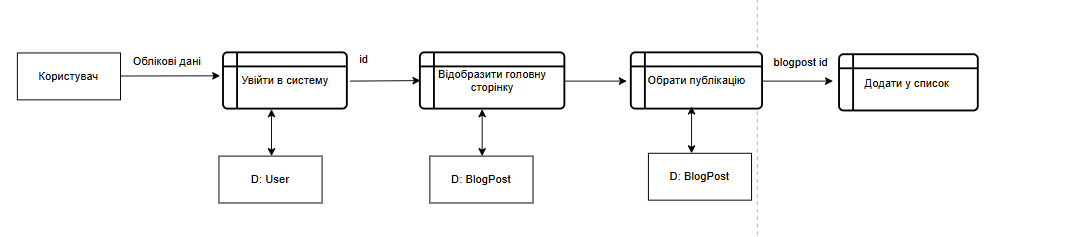 Користувач
Облікові дані
Увійти в систему
id
Відобразити головну
сторінку
Обрати публікацію
blogpost id
Додати у список
D: User
D: BlogPost
D: BlogPost